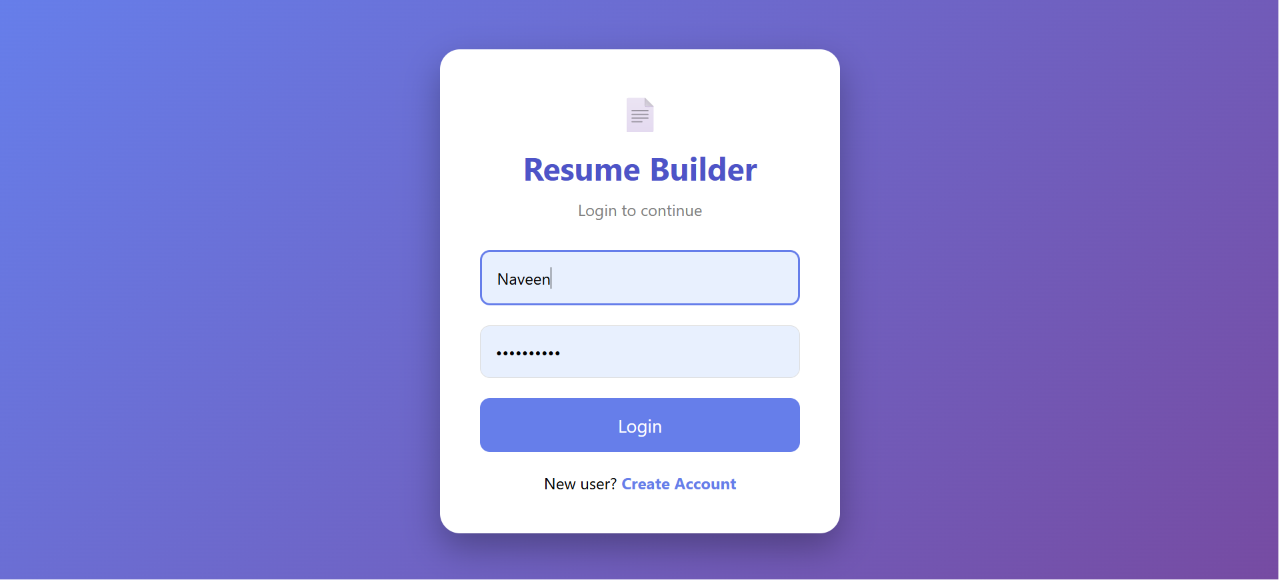 Resume Builder
Login to continue
Naveen
••••••••••
Login
New user? Create Account